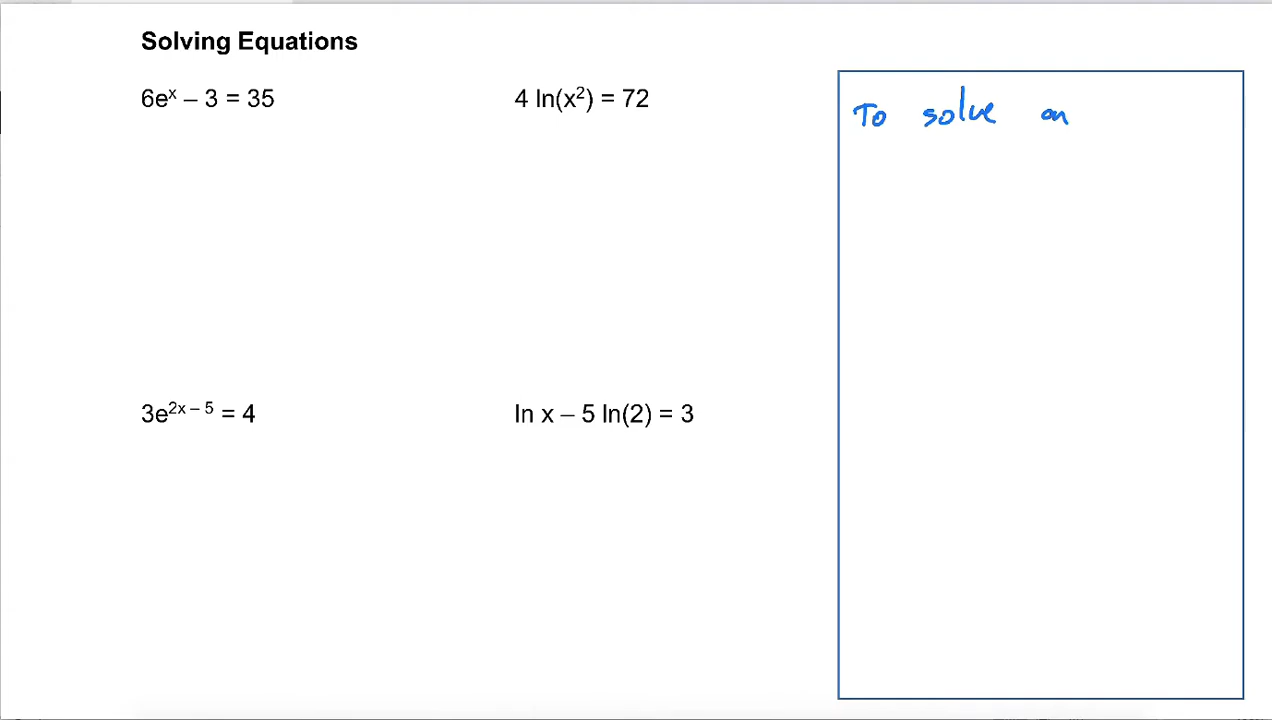 Solving Equations
6eˣ – 3 = 35
4 ln(x²) = 72
To solve an
3e²ˣ ⁻ ⁵ = 4
ln x – 5 ln(2) = 3